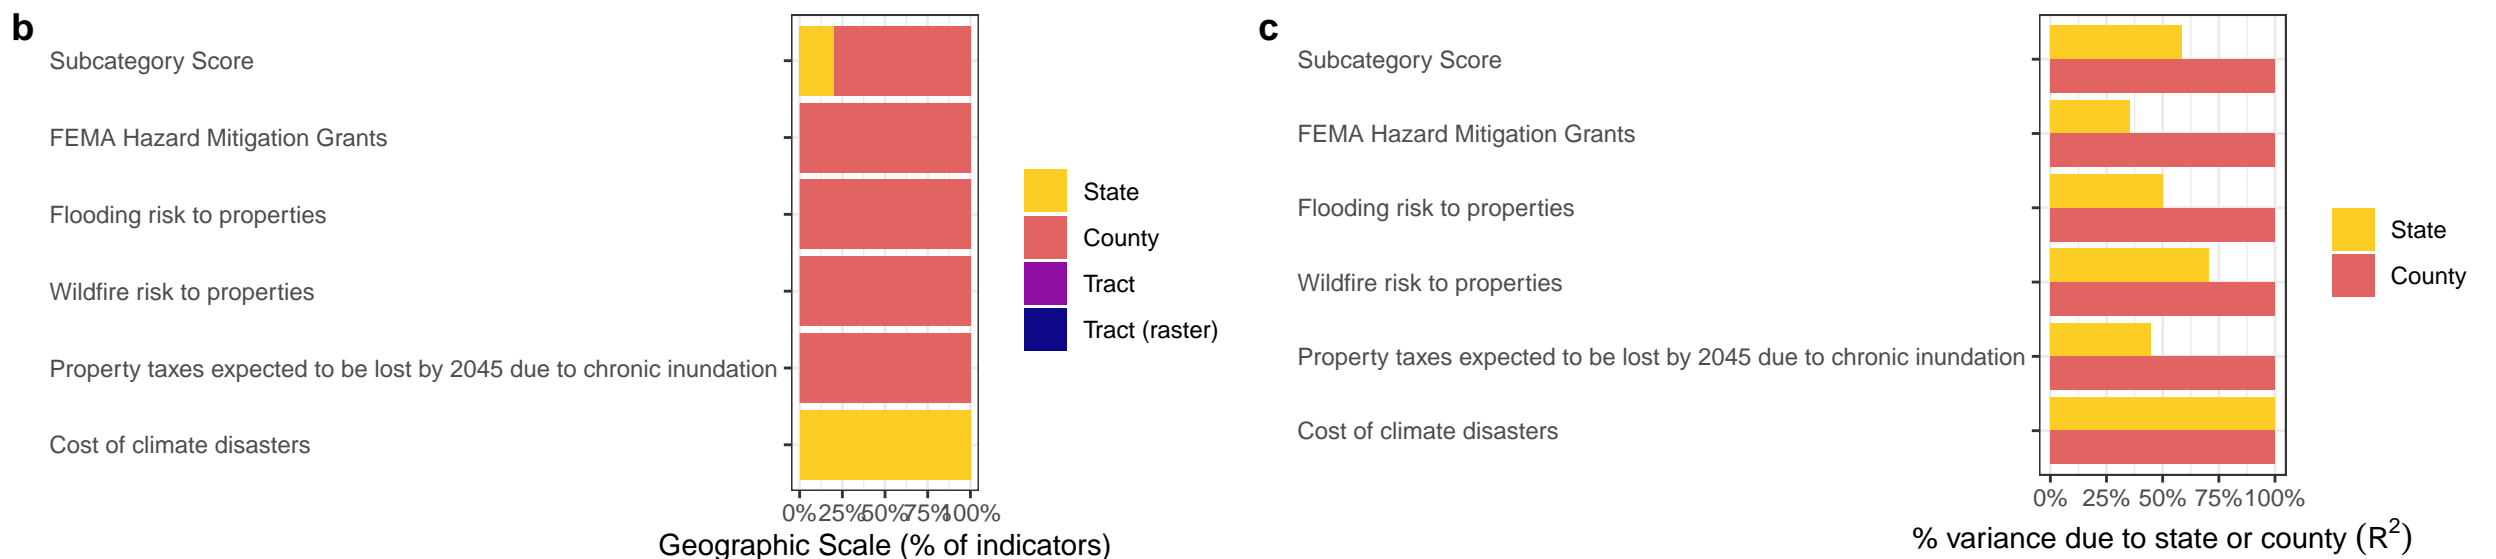 b
Subcategory Score
FEMA Hazard Mitigation Grants
Flooding risk to properties
Wildfire risk to properties
Property taxes expected to be lost by 2045 due to chronic inundation
Cost of climate disasters
0% 25% 50% 75% 100%
Geographic Scale (% of indicators)
State
County
Tract
Tract (raster)
c
Subcategory Score
FEMA Hazard Mitigation Grants
Flooding risk to properties
Wildfire risk to properties
Property taxes expected to be lost by 2045 due to chronic inundation
Cost of climate disasters
0% 25% 50% 75% 100%
% variance due to state or county (R²)
State
County